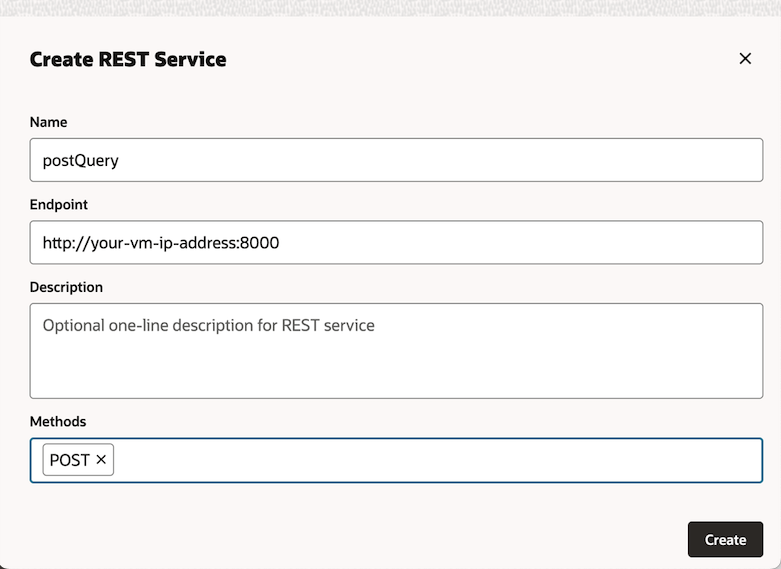 Create REST Service
Name
postQuery
Endpoint
http://your-vm-ip-address:8000
Description
Optional one-line description for REST service
Methods
POST
Create